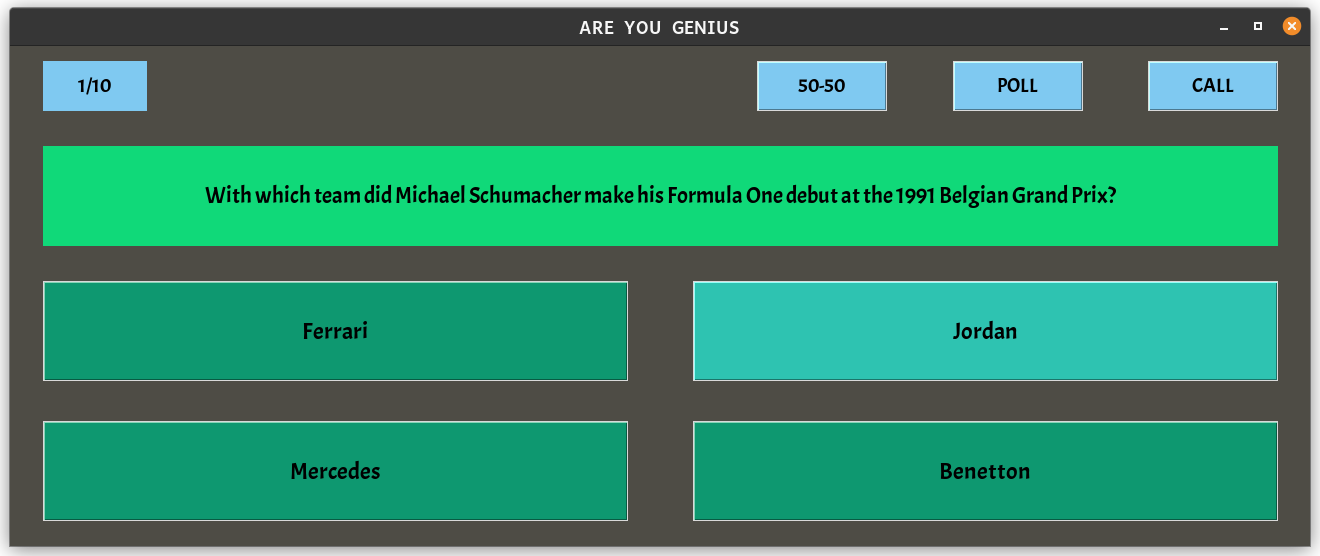 ARE YOU GENIUS
1/10
50-50
POLL
CALL
With which team did Michael Schumacher make his Formula One debut at the 1991 Belgian Grand Prix?
Ferrari
Jordan
Mercedes
Benetton